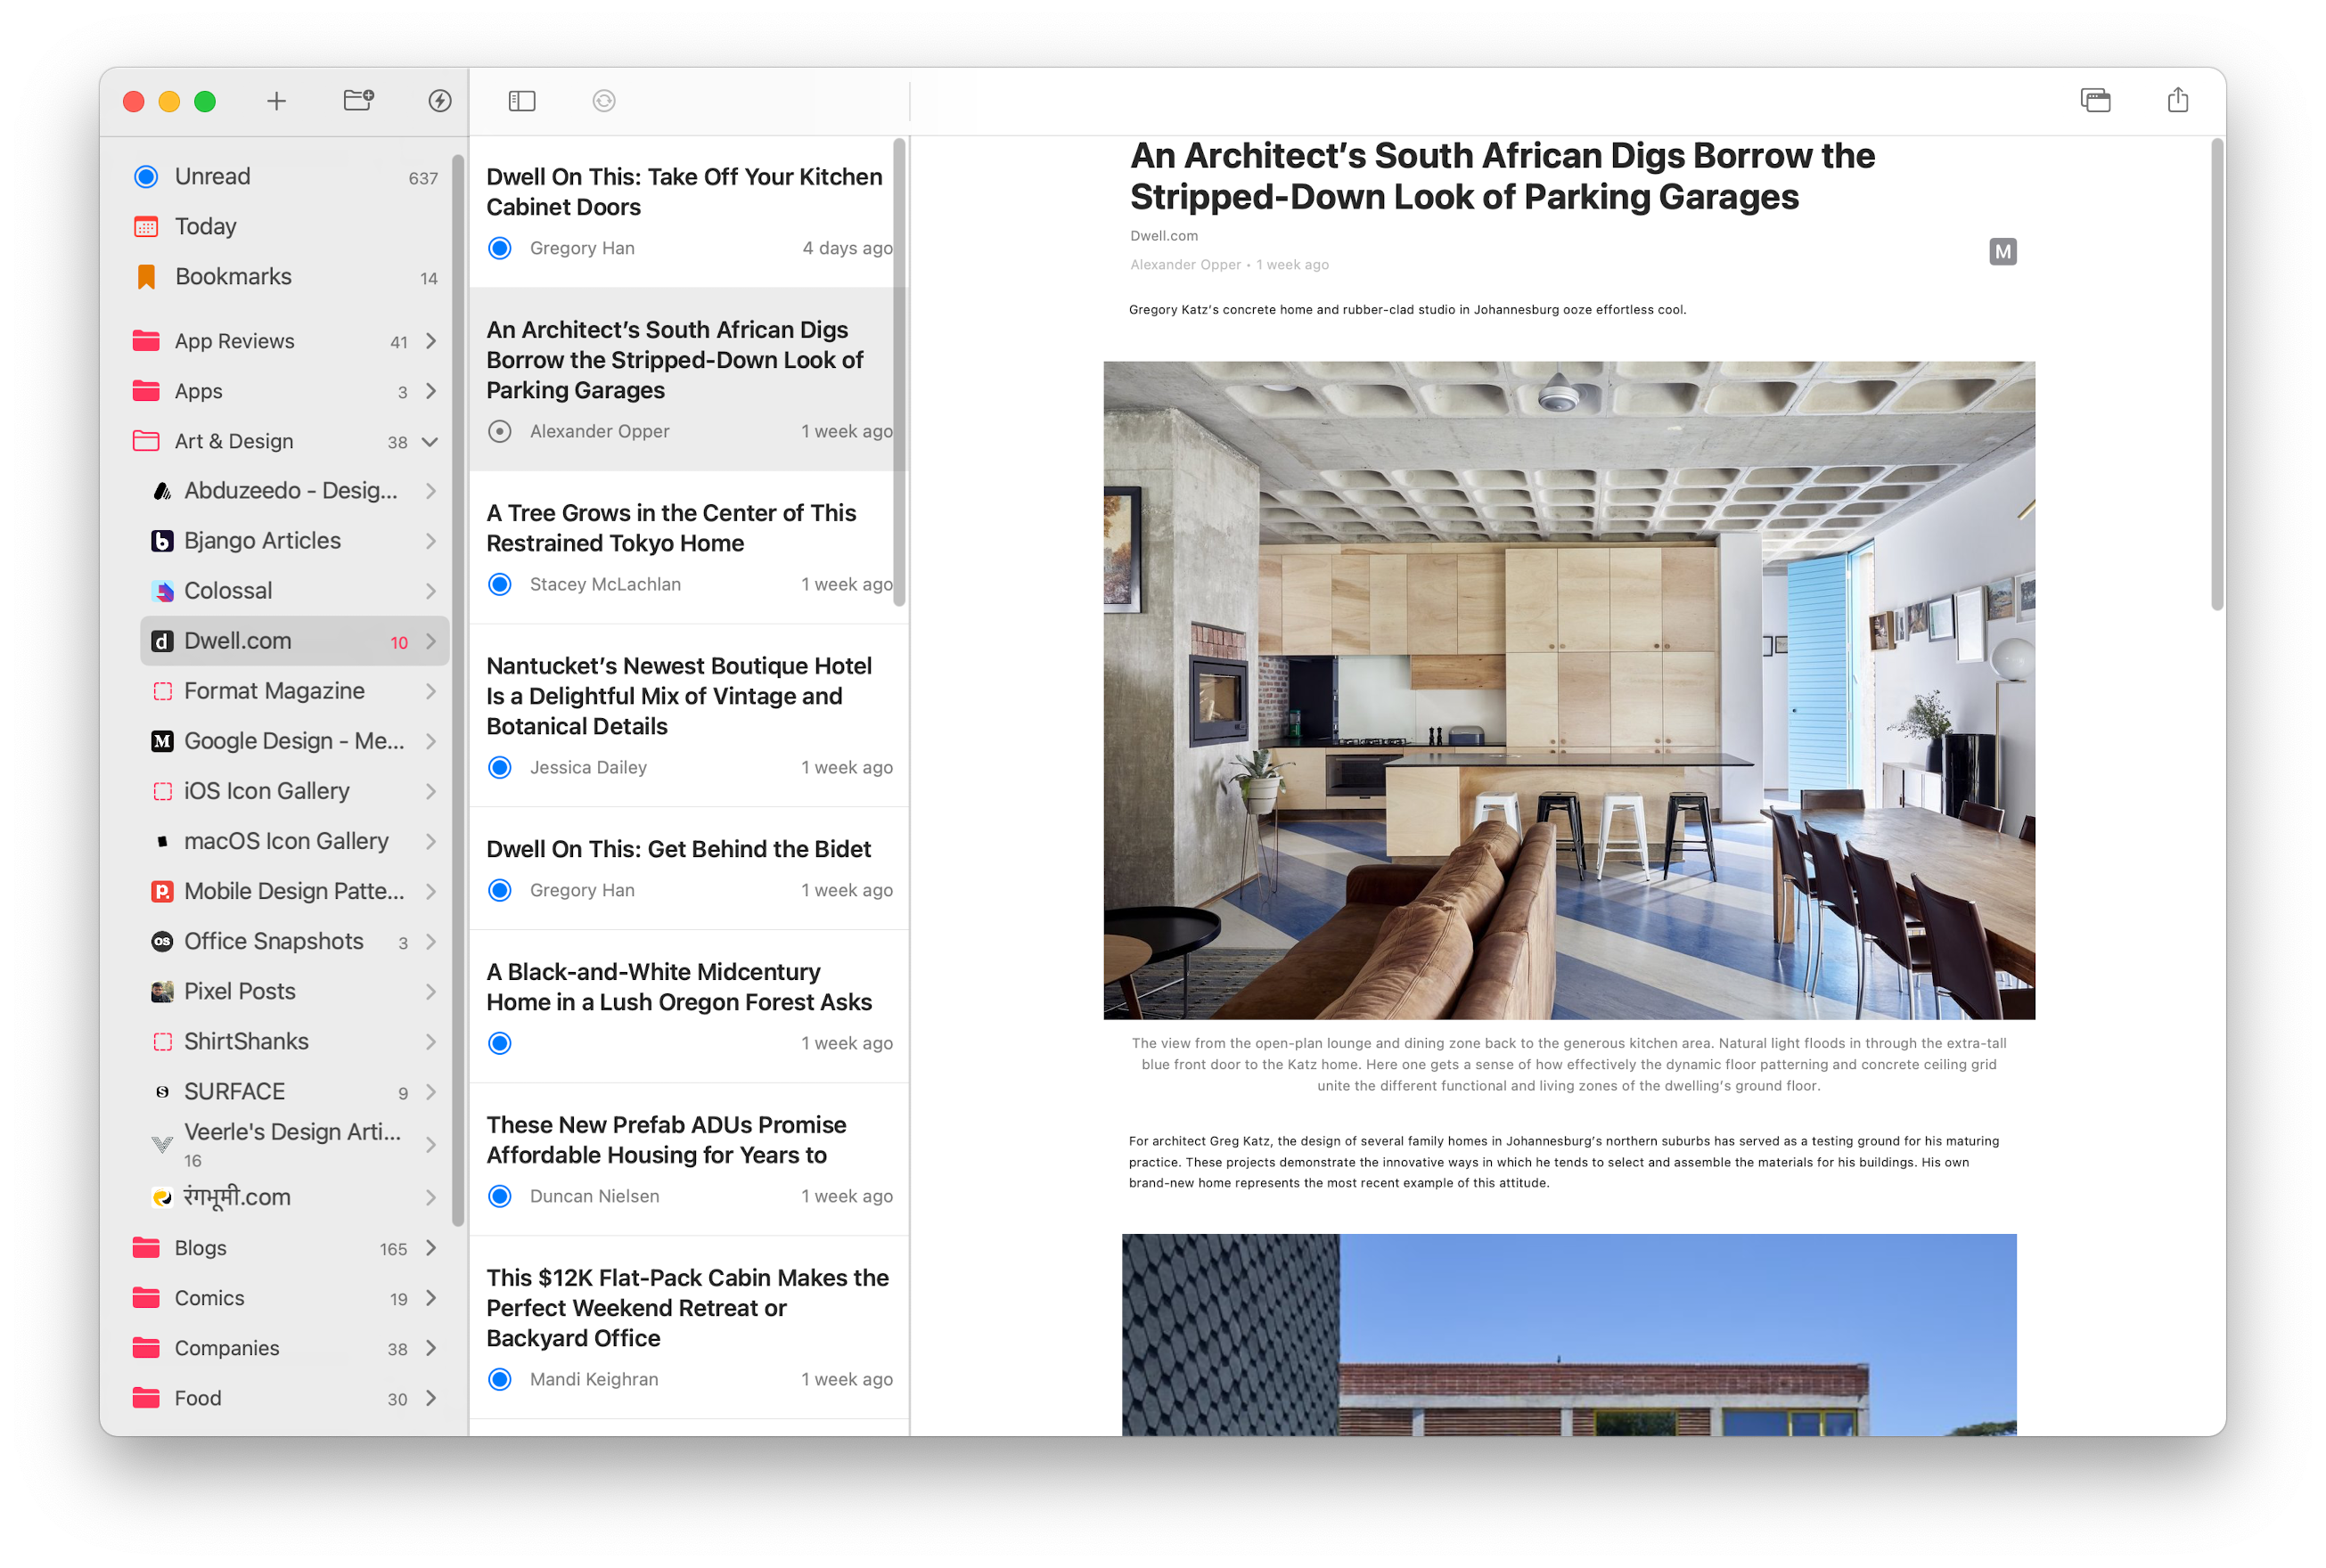 Unread 637
Today
Bookmarks 14
App Reviews 41
Apps 3
Art & Design 38
Abduzeedo - Desig...
Bjango Articles
Colossal
d Dwell.com 10
Format Magazine
M Google Design - Me...
iOS Icon Gallery
macOS Icon Gallery
p. Mobile Design Patte...
OS Office Snapshots 3
Pixel Posts
ShirtShanks
S SURFACE 9
Veerle's Design Arti...
16
रंगभूमी.com
Blogs 165
Comics 19
Companies 38
Food 30
Dwell On This: Take Off Your Kitchen
Cabinet Doors
Gregory Han 4 days ago
An Architect’s South African Digs
Borrow the Stripped-Down Look of
Parking Garages
Alexander Opper 1 week ago
A Tree Grows in the Center of This
Restrained Tokyo Home
Stacey McLachlan 1 week ago
Nantucket’s Newest Boutique Hotel
Is a Delightful Mix of Vintage and
Botanical Details
Jessica Dailey 1 week ago
Dwell On This: Get Behind the Bidet
Gregory Han 1 week ago
A Black-and-White Midcentury
Home in a Lush Oregon Forest Asks
1 week ago
These New Prefab ADUs Promise
Affordable Housing for Years to
Duncan Nielsen 1 week ago
This $12K Flat-Pack Cabin Makes the
Perfect Weekend Retreat or
Backyard Office
Mandi Keighran 1 week ago
An Architect’s South African Digs Borrow the
Stripped-Down Look of Parking Garages
Dwell.com
M
Alexander Opper • 1 week ago
Gregory Katz’s concrete home and rubber-clad studio in Johannesburg ooze effortless cool.
The view from the open-plan lounge and dining zone back to the generous kitchen area. Natural light floods in through the extra-tall
blue front door to the Katz home. Here one gets a sense of how effectively the dynamic floor patterning and concrete ceiling grid
unite the different functional and living zones of the dwelling’s ground floor.
For architect Greg Katz, the design of several family homes in Johannesburg’s northern suburbs has served as a testing ground for his maturing
practice. These projects demonstrate the innovative ways in which he tends to select and assemble the materials for his buildings. His own
brand-new home represents the most recent example of this attitude.